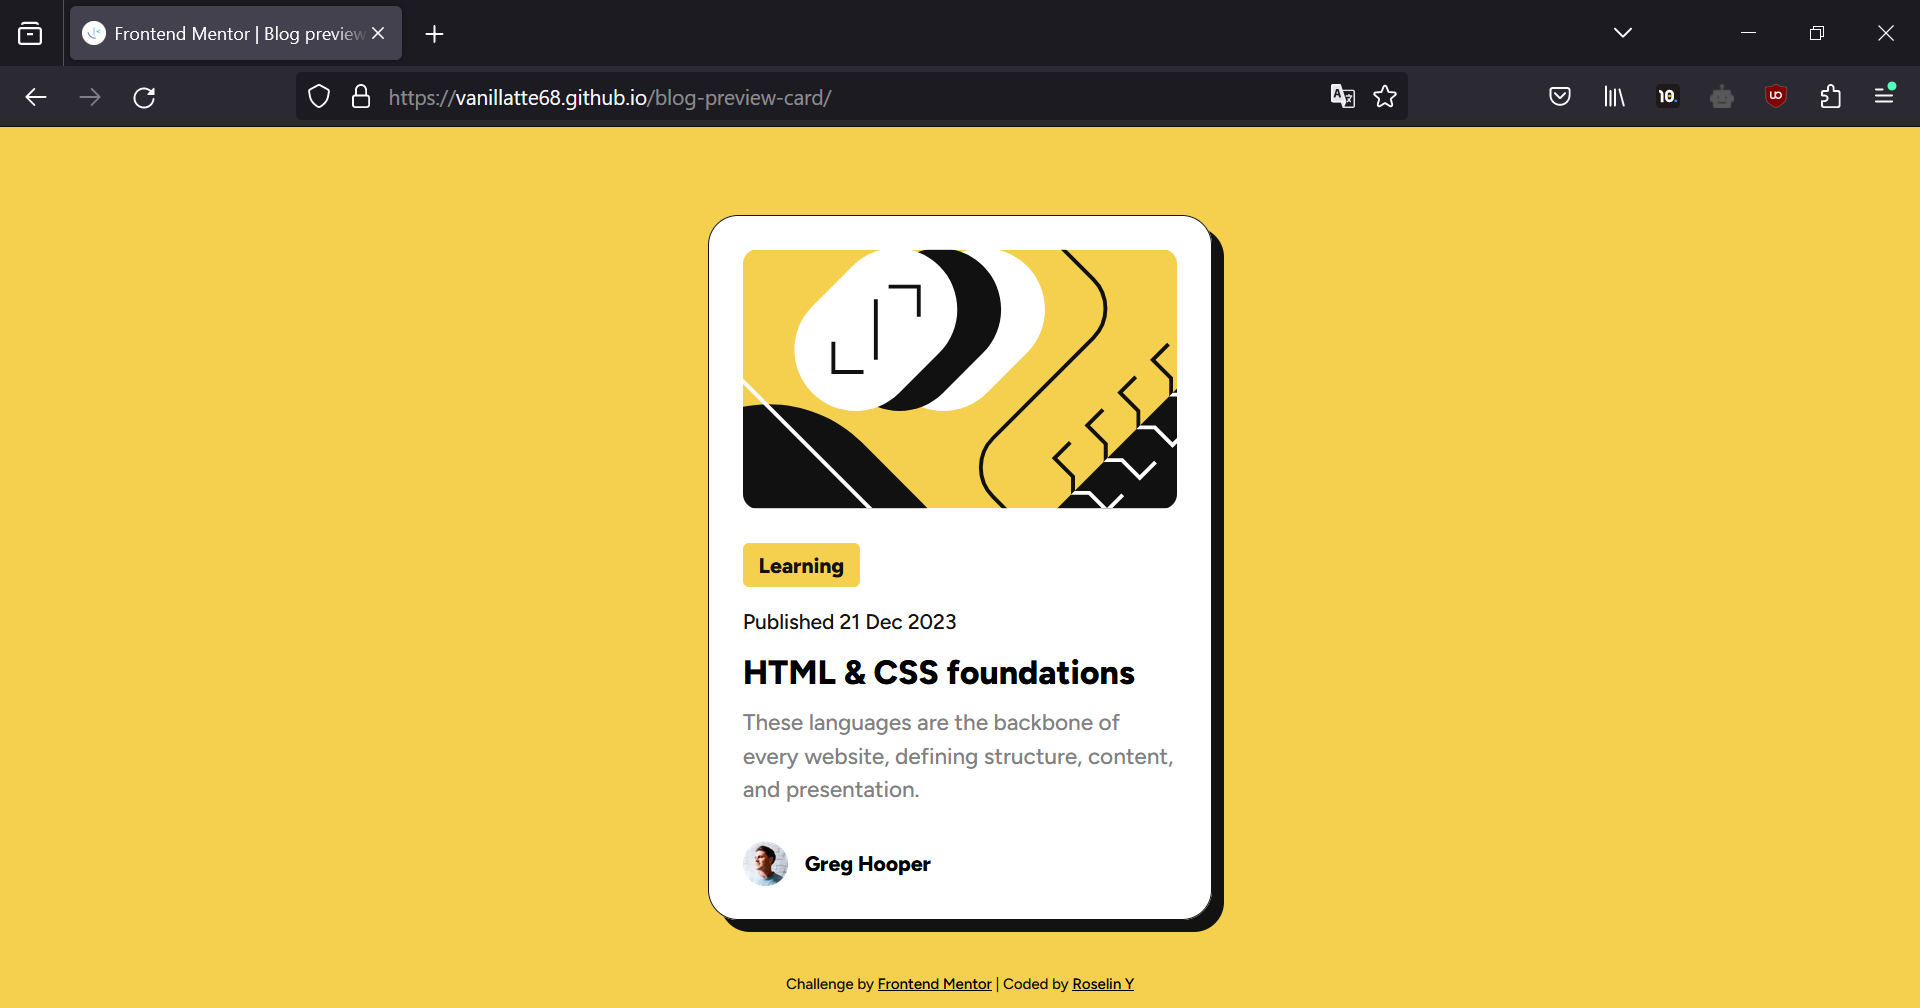 Frontend Mentor | Blog preview
https://vanillatte68.github.io/blog-preview-card/
10.
Learning
Published 21 Dec 2023
HTML & CSS foundations
These languages are the backbone of
every website, defining structure, content,
and presentation.
Greg Hooper
Challenge by Frontend Mentor | Coded by Roselin Y